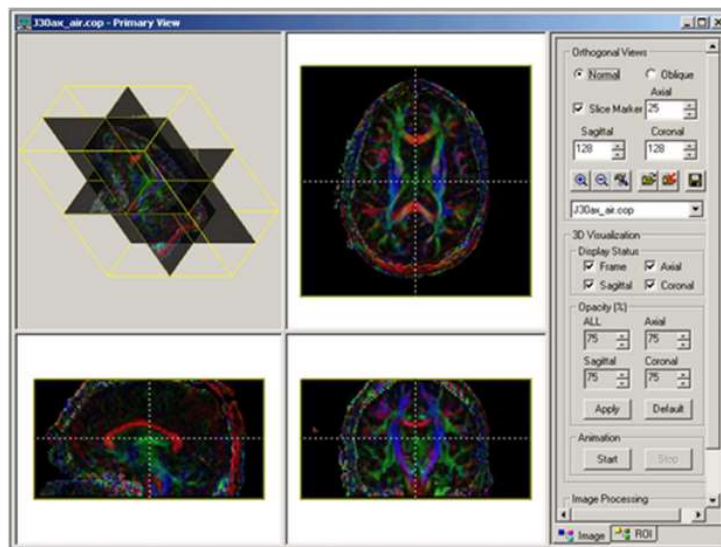 J30ax_air.cop - Primary View
Orthogonal Views
Normal Oblique
Axial
Slice Marker 25
Sagittal Coronal
128 128
J30ax_air.cop
3D Visualization
Display Status
Frame Axial
Sagittal Coronal
Opacity (%)
ALL Axial
75 75
Sagittal Coronal
75 75
Apply Default
Animation
Start Stop
Image Processing
Image ROI